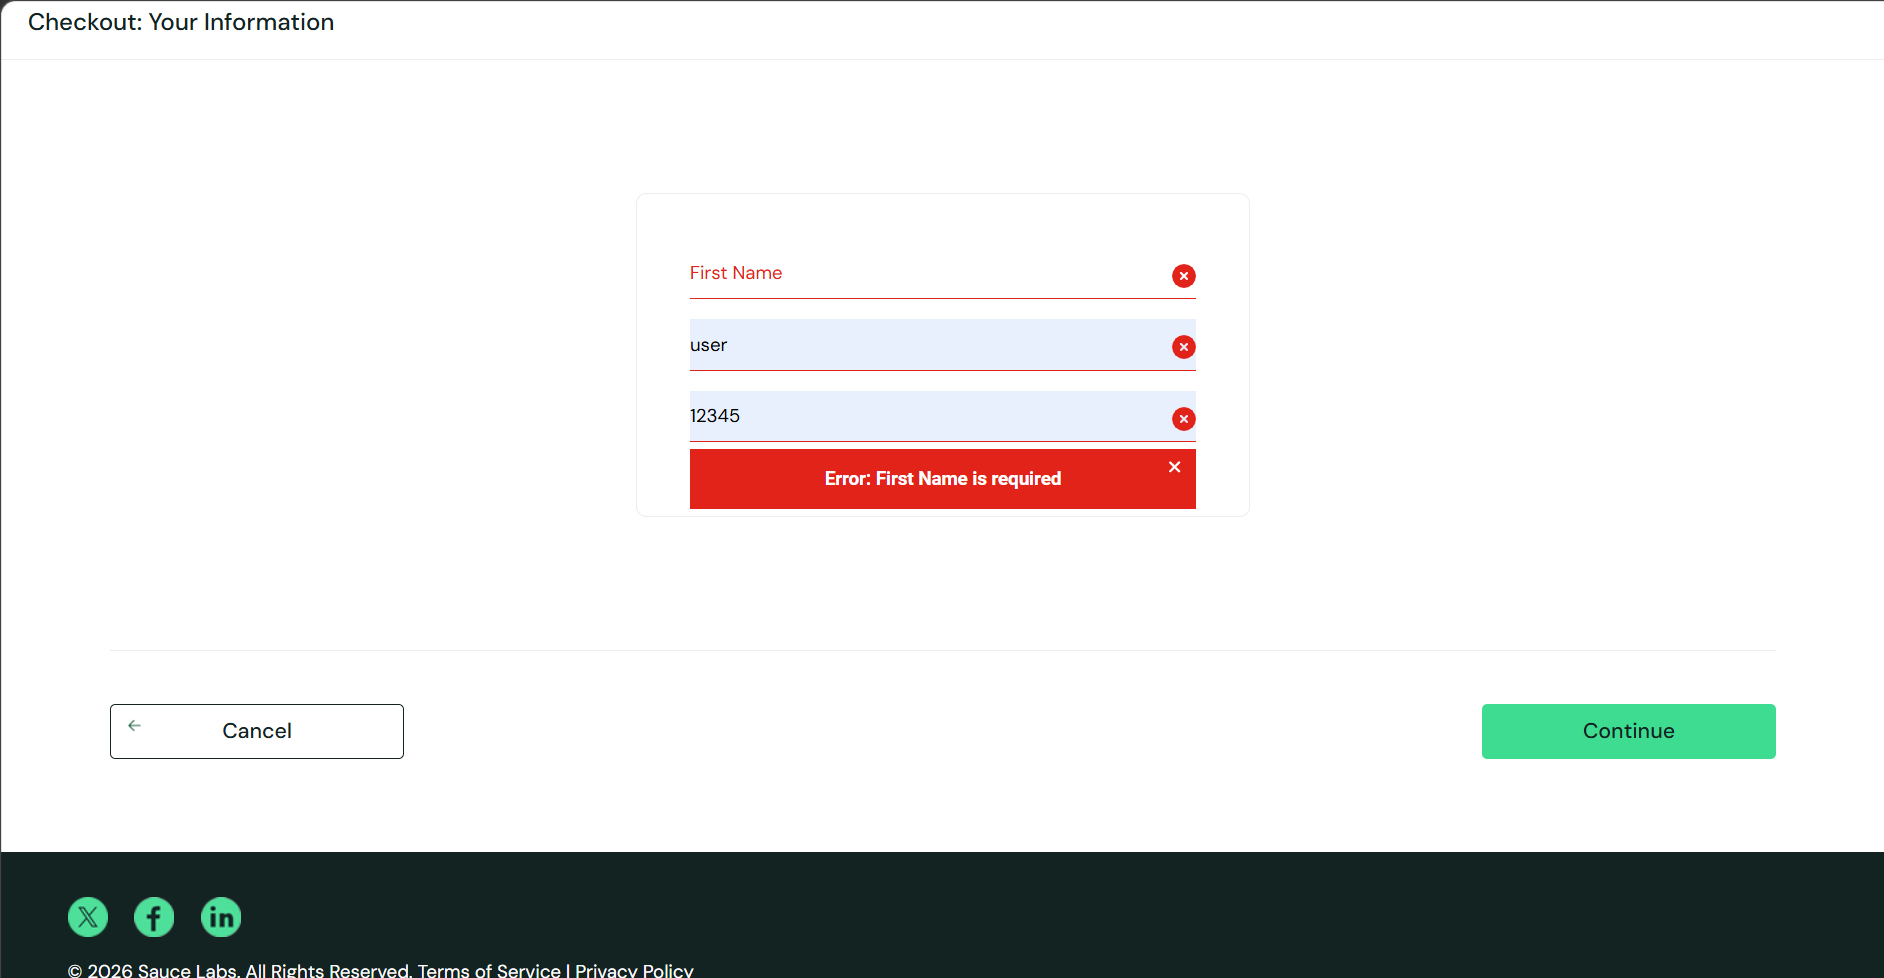 Checkout: Your Information
First Name
user
12345
Error: First Name is required
Cancel
Continue
© 2026 Sauce Labs. All Rights Reserved. Terms of Service | Privacy Policy